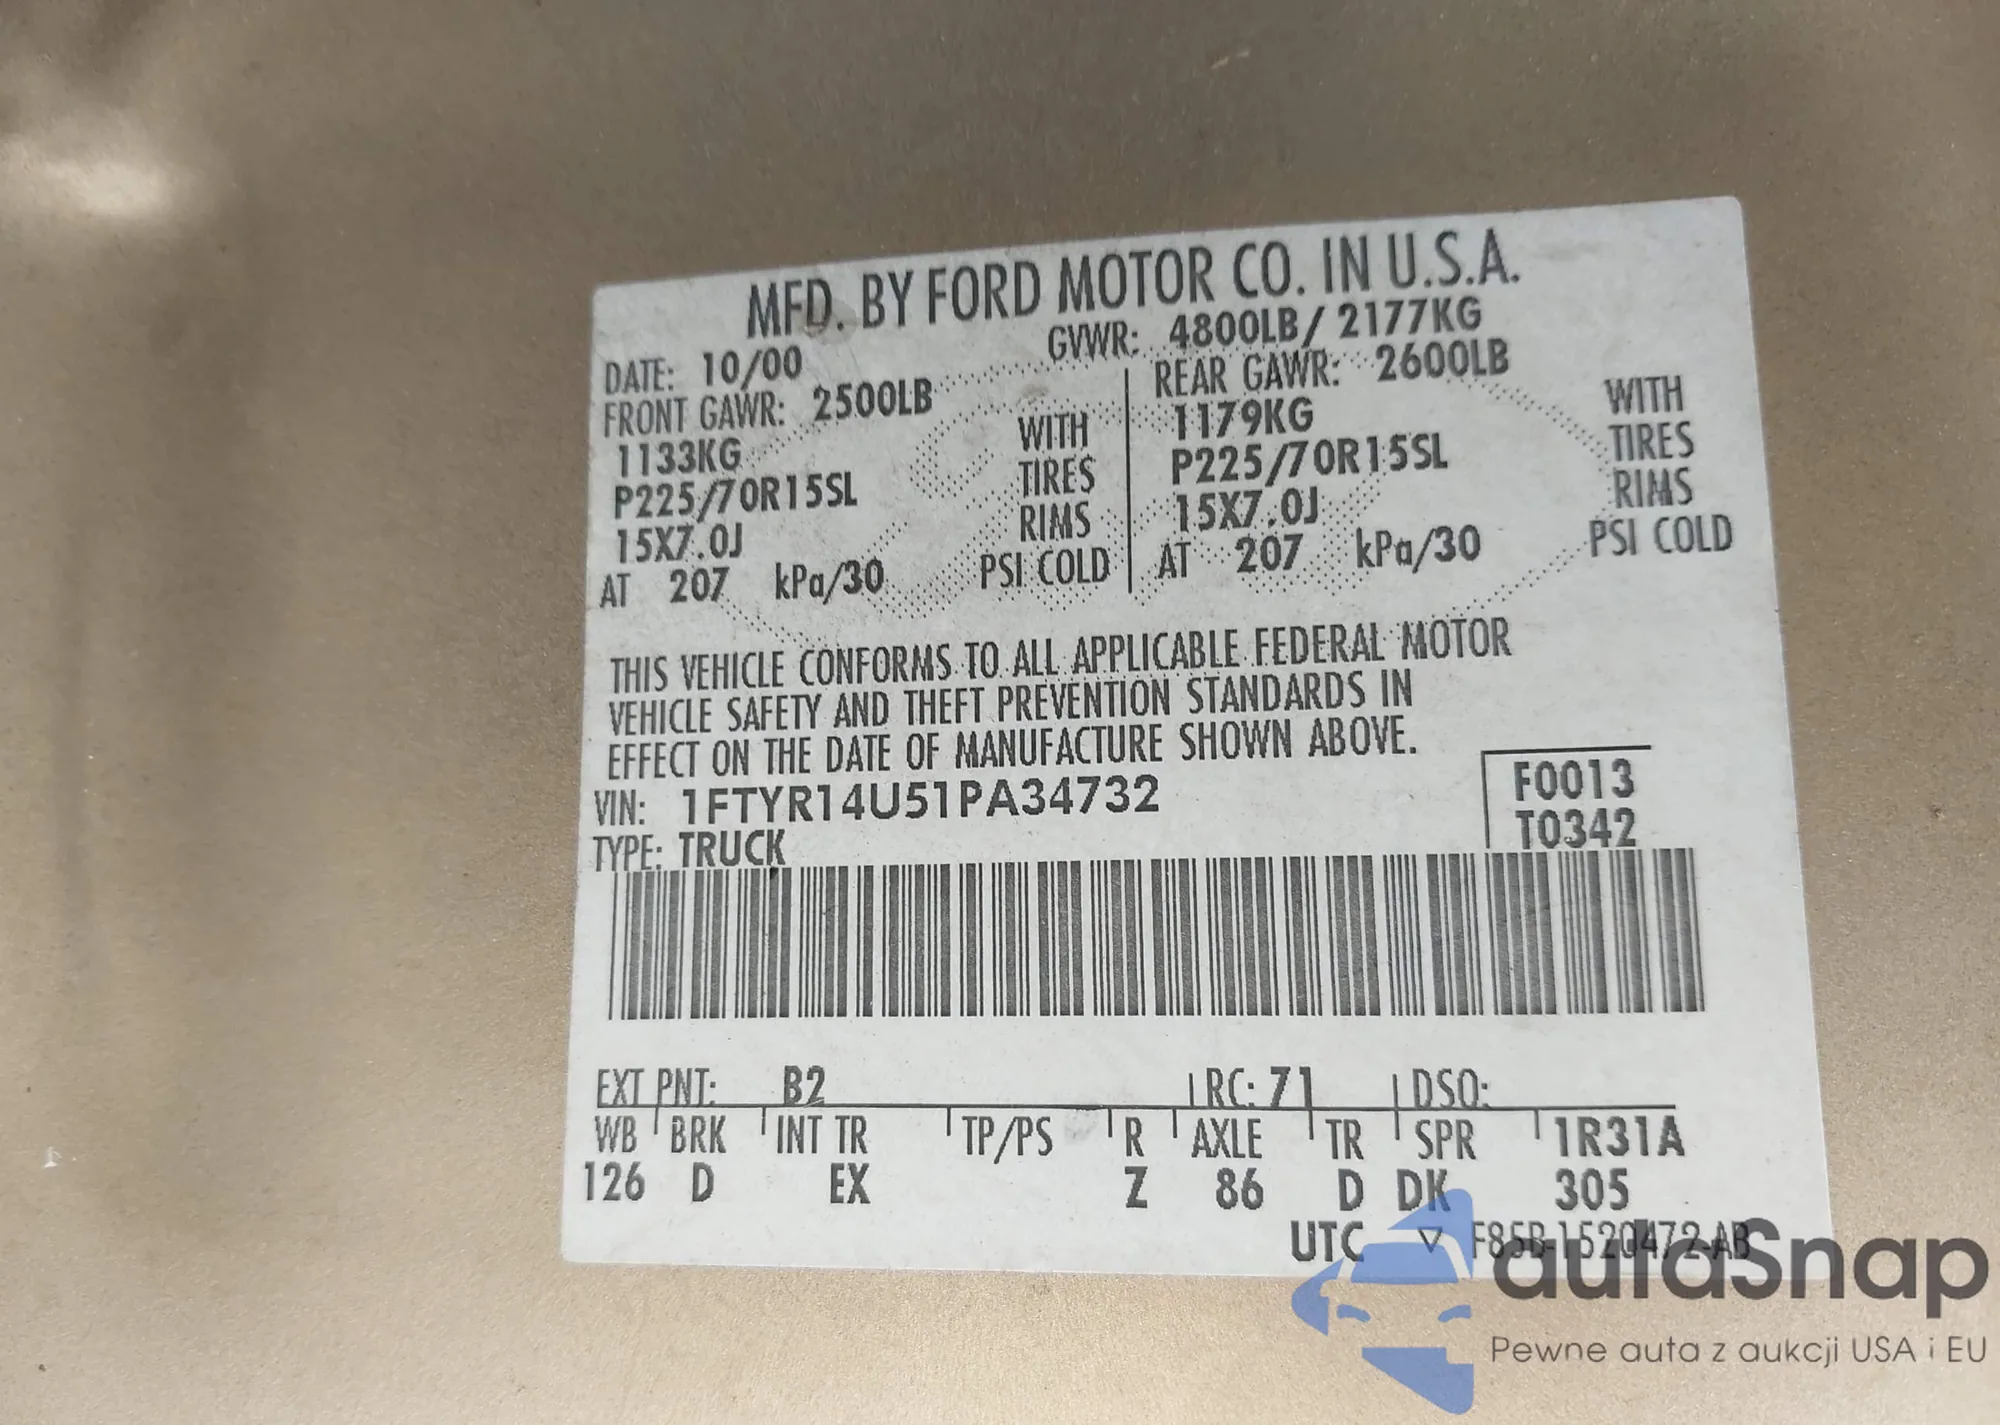 MFD. BY FORD MOTOR CO. IN U.S.A.
DATE: 10/00 GVWR: 4800LB/ 2177KG
FRONT GAWR: 2500LB REAR GAWR: 2600LB
1133KG WITH 1179KG WITH
P225/70R15SL TIRES P225/70R15SL TIRES
15X7.0J RIMS 15X7.0J RIMS
AT 207 kPa/30 PSI COLD AT 207 kPa/30 PSI COLD
THIS VEHICLE CONFORMS TO ALL APPLICABLE FEDERAL MOTOR
VEHICLE SAFETY AND THEFT PREVENTION STANDARDS IN
EFFECT ON THE DATE OF MANUFACTURE SHOWN ABOVE.
VIN: 1FTYR14U51PA34732 F0013
TYPE: TRUCK T0342
EXT PNT: B2 RC: 71 DSO:
WB BRK INT TR TP/PS R AXLE TR SPR 1R31A
126 D EX Z 86 D DK 305
UTC ▽ F85B-1520472-AB
autaSnap
Pewne auta z aukcji USA i EU